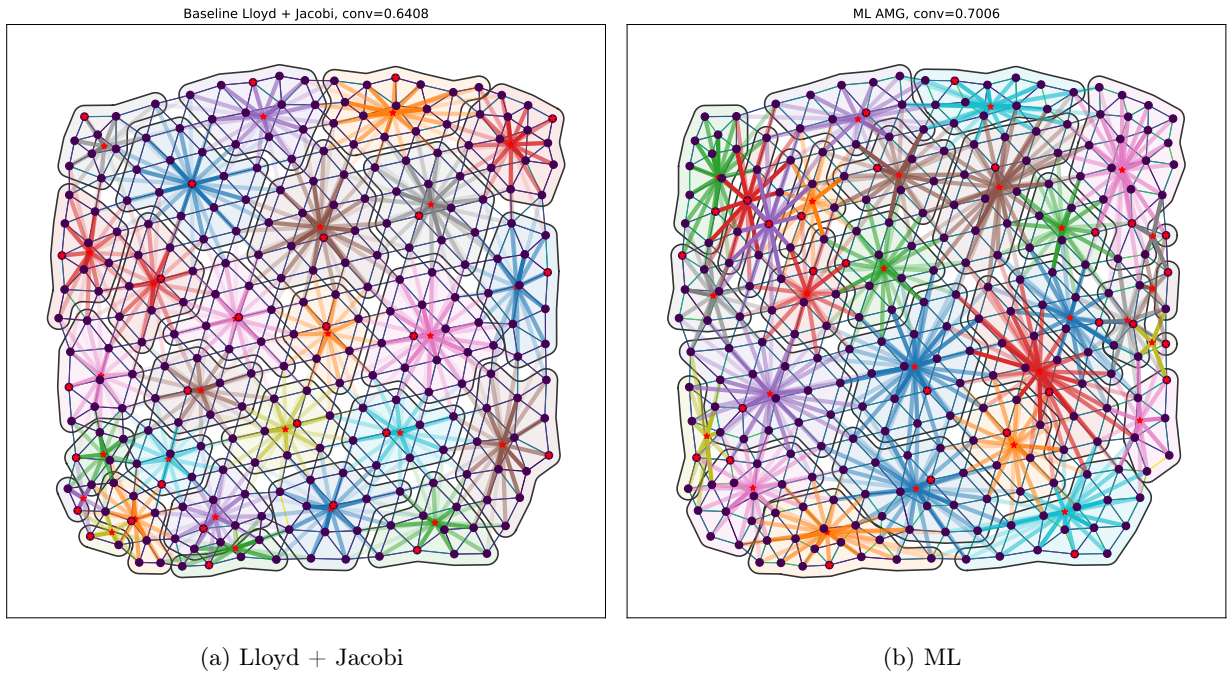 Baseline Lloyd + Jacobi, conv=0.6408
ML AMG, conv=0.7006
(a) Lloyd + Jacobi
(b) ML